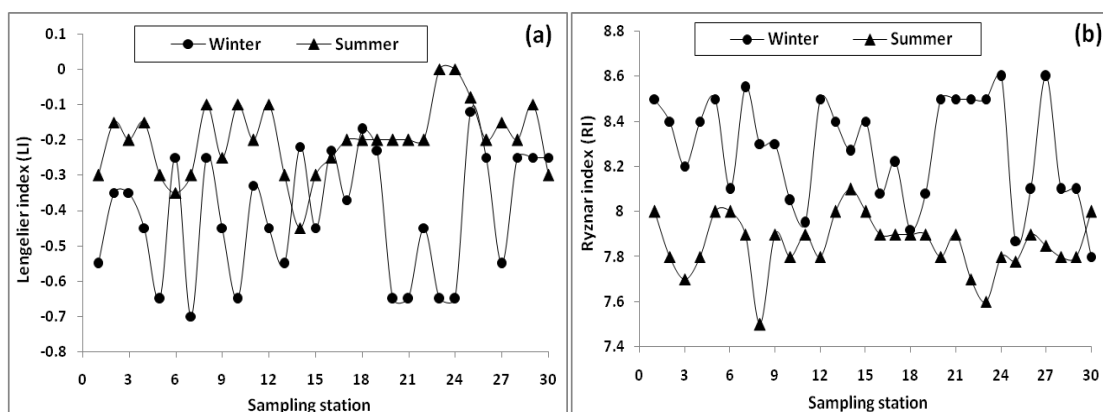 Winter Summer (a)
0.1
0
-0.1
-0.2
-0.3
-0.4
-0.5
-0.6
-0.7
-0.8
Lengelier index (LI)
0 3 6 9 12 15 18 21 24 27 30
Sampling station
Winter Summer (b)
8.8
8.6
8.4
8.2
8
7.8
7.6
7.4
Ryznar index (RI)
0 3 6 9 12 15 18 21 24 27 30
Sampling station